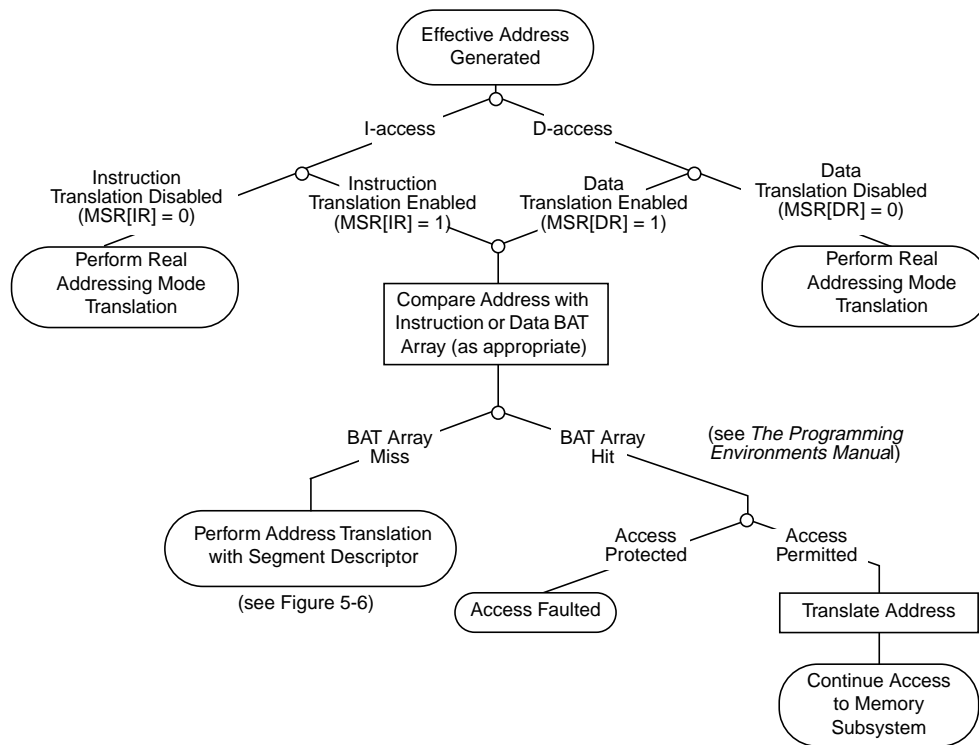 Effective Address
Generated
I-access
D-access
Instruction
Translation Disabled
(MSR[IR] = 0)
Instruction
Translation Enabled
(MSR[IR] = 1)
Data
Translation Enabled
(MSR[DR] = 1)
Data
Translation Disabled
(MSR[DR] = 0)
Perform Real
Addressing Mode
Translation
Perform Real
Addressing Mode
Translation
Compare Address with
Instruction or Data BAT
Array (as appropriate)
BAT Array
Miss
BAT Array
Hit
(see The Programming
Environments Manual)
Perform Address Translation
with Segment Descriptor
(see Figure 5-6)
Access
Protected
Access
Permitted
Access Faulted
Translate Address
Continue Access
to Memory
Subsystem